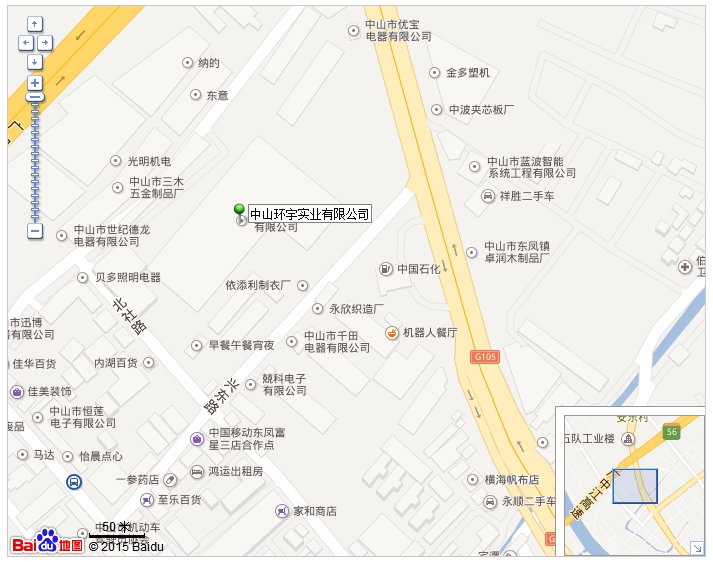 中山市优宝
电器有限公司
纳的
金多塑机
东意
中波夹芯板厂
光明机电
中山市蓝波智能
系统工程有限公司
中山市三木
五金制品厂
祥胜二手车
中山环宇实业有限公司
有限公司
中山市世纪德龙
电器有限公司
中山市东凤镇
卓润木制品厂
中国石化
贝多照明电器
依添利制衣厂
北社路
永欣织造厂
市迅博
器有限公司
机器人餐厅
中山市千田
电器有限公司
早餐午餐宵夜
G105
佳华百货
内湖百货
兢科电子
有限公司
兴东路
佳美装饰
中山市恒莲
电子有限公司
中国移动东凤富
星三店合作点
马达
怡晨点心
鸿运出租房
一参药店
至乐百货
家和商店
横海帆布店
永顺二手车
五队工业楼
S6
中江高速
50 米
Bai du 地图
© 2015 Baidu